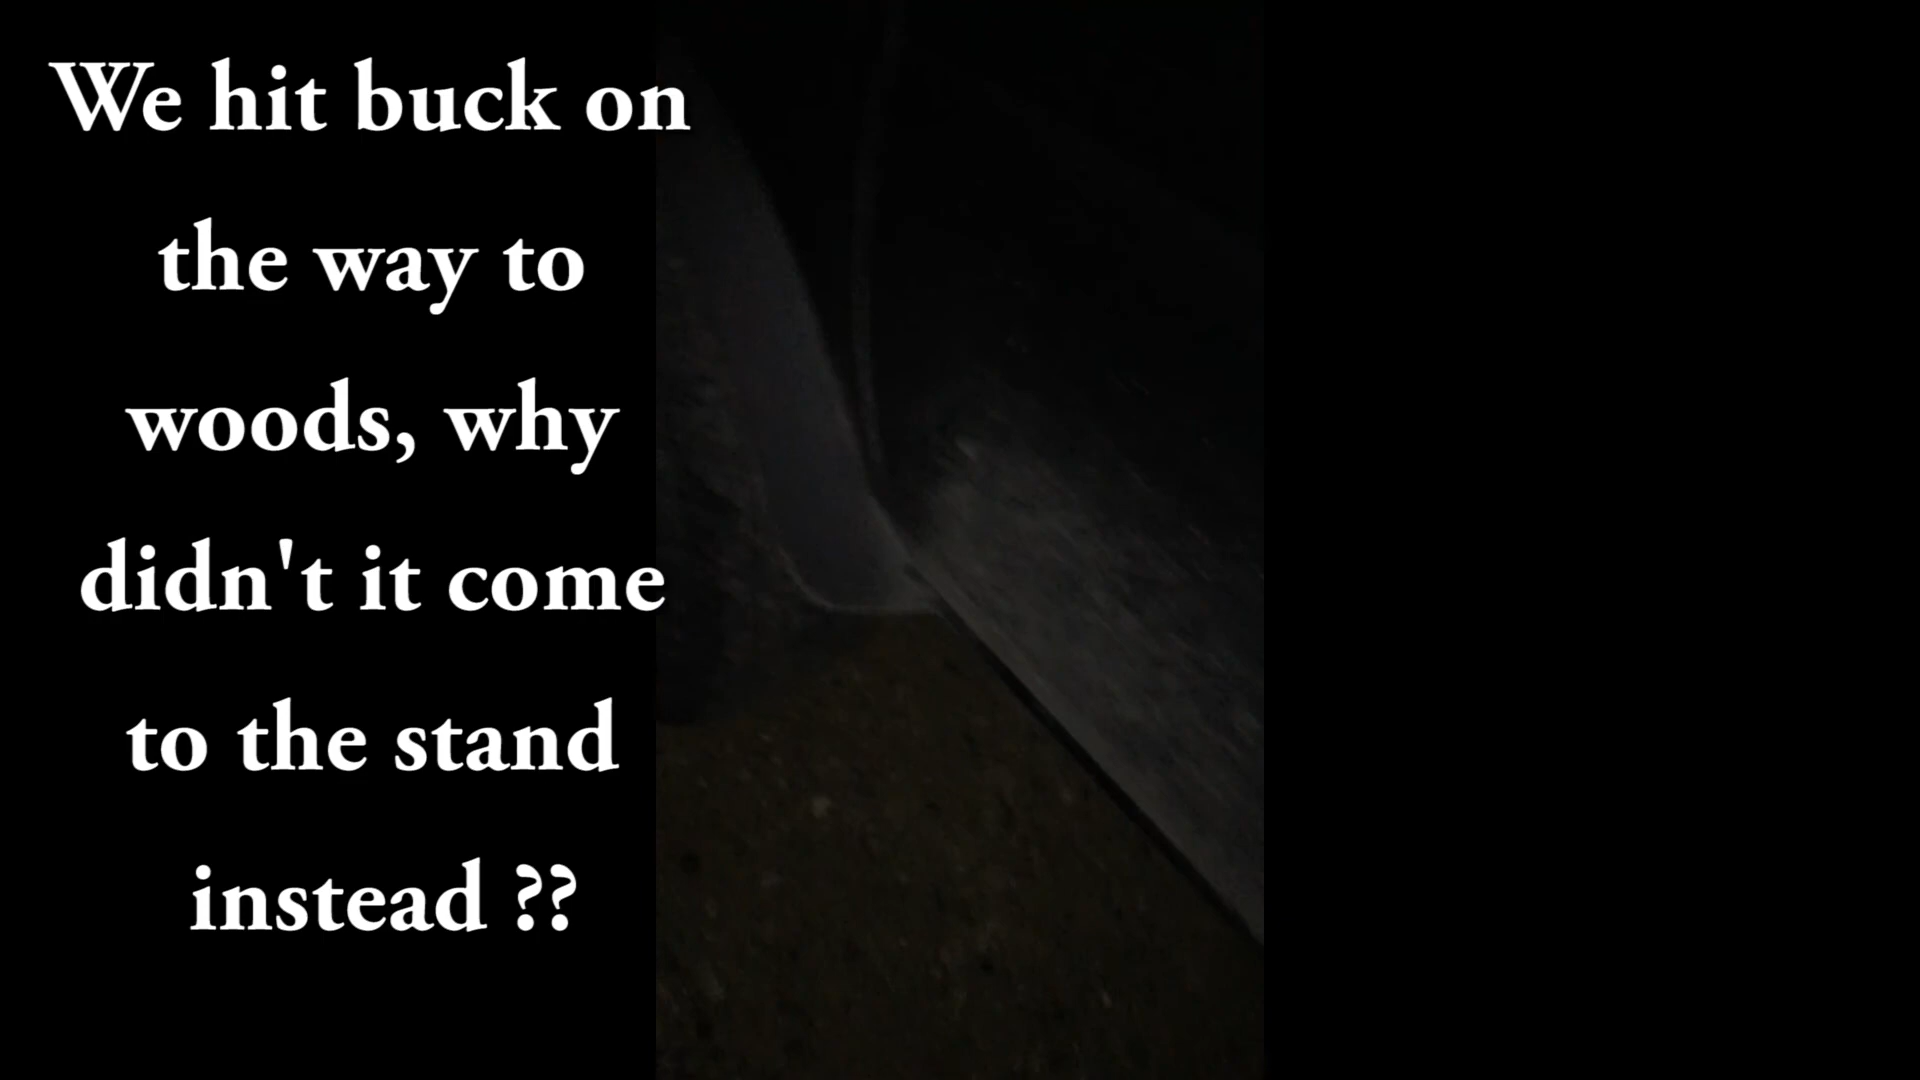 We hit buck on
the way to
woods, why
didn't it come
to the stand
instead ??